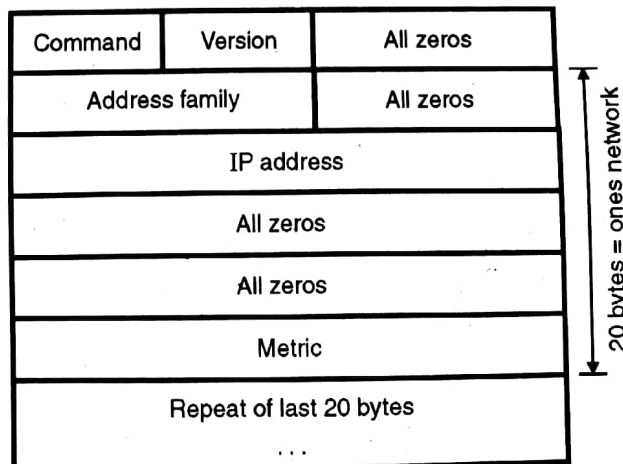 Command Version All zeros
Address family All zeros
IP address
All zeros
All zeros
Metric
Repeat of last 20 bytes
...
20 bytes = ones network